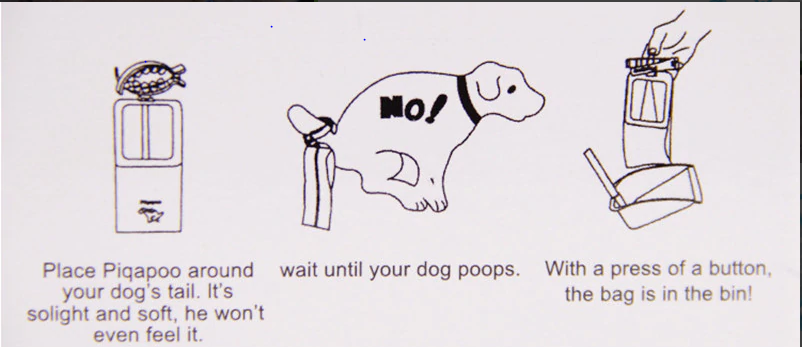 NO!
Place Piqapoo around
your dog's tail. It's
solight and soft, he won't
even feel it.
wait until your dog poops.
With a press of a button,
the bag is in the bin!